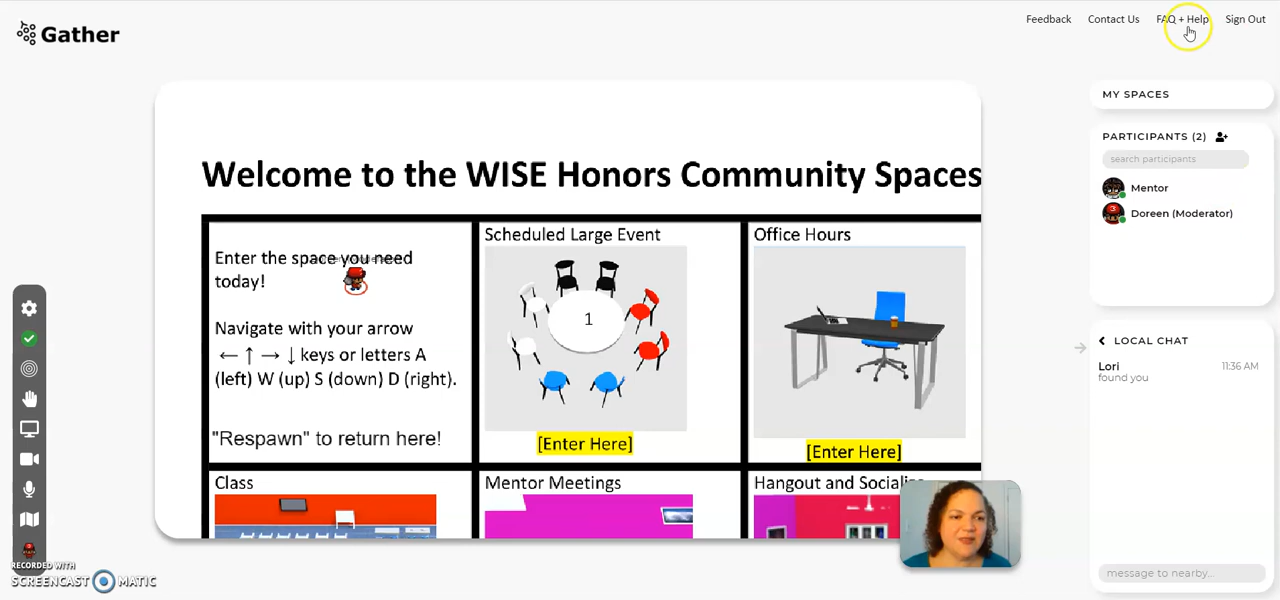 Gather
Feedback Contact Us FAQ + Help Sign Out
Welcome to the WISE Honors Community Spaces
Enter the space you need
today!
Navigate with your arrow
← ↑ → ↓ keys or letters A
(left) W (up) S (down) D (right).
"Respawn" to return here!
Scheduled Large Event
1
[Enter Here]
Office Hours
[Enter Here]
Class
Mentor Meetings
Hangout and Socialize
MY SPACES
PARTICIPANTS (2)
search participants
Mentor
Doreen (Moderator)
LOCAL CHAT
Lori 11:36 AM
found you
message to nearby...
RECORDED WITH
SCREENCAST MATIC